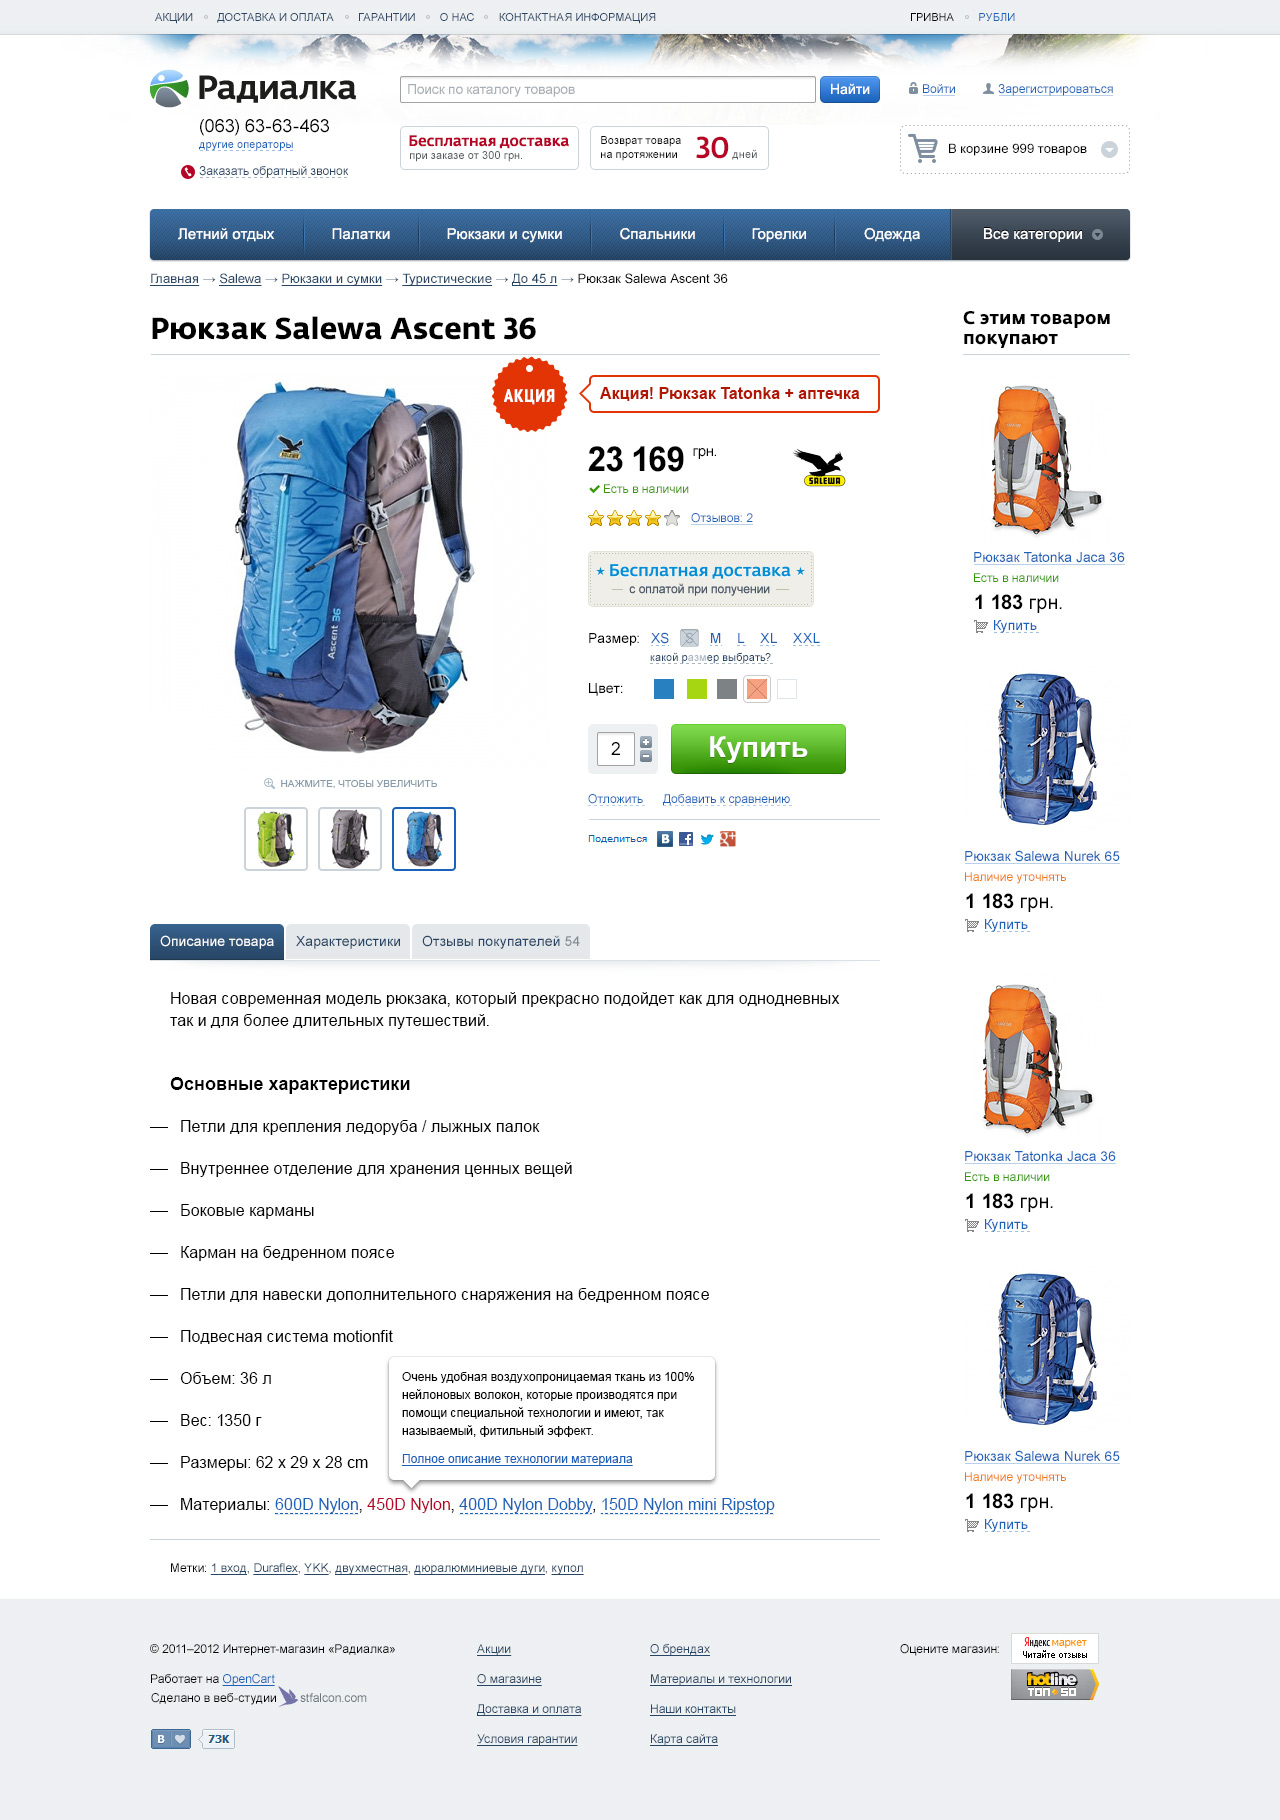 АКЦИИ ДОСТАВКА И ОПЛАТА ГАРАНТИИ О НАС КОНТАКТНАЯ ИНФОРМАЦИЯ ГРИВНА РУБЛИ
Радиалка
Поиск по каталогу товаров Найти
Войти Зарегистрироваться
(063) 63-63-463
другие операторы
Заказать обратный звонок
Бесплатная доставка
при заказе от 300 грн.
Возврат товара
на протяжении 30 дней
В корзине 999 товаров
Летний отдых Палатки Рюкзаки и сумки Спальники Горелки Одежда Все категории
Главная → Salewa → Рюкзаки и сумки → Туристические → До 45 л → Рюкзак Salewa Ascent 36
Рюкзак Salewa Ascent 36
АКЦИЯ
Акция! Рюкзак Tatonka + аптечка
SALEWA
Ascent 36
23 169 грн.
SALEWA
Есть в наличии
Отзывов: 2
Бесплатная доставка
с оплатой при получении
Размер: XS S M L XL XXL
какой размер выбрать?
Цвет:
2 Купить
НАЖМИТЕ, ЧТОБЫ УВЕЛИЧИТЬ
Отложить Добавить к сравнению
Поделиться
С этим товаром
покупают
Рюкзак Tatonka Jaca 36
Есть в наличии
1 183 грн.
Купить
Рюкзак Salewa Nurek 65
Наличие уточнять
1 183 грн.
Купить
Рюкзак Tatonka Jaca 36
Есть в наличии
1 183 грн.
Купить
Рюкзак Salewa Nurek 65
Наличие уточнять
1 183 грн.
Купить
Описание товара Характеристики Отзывы покупателей 54
Новая современная модель рюкзака, который прекрасно подойдет как для однодневных
так и для более длительных путешествий.
Основные характеристики
— Петли для крепления ледоруба / лыжных палок
— Внутреннее отделение для хранения ценных вещей
— Боковые карманы
— Карман на бедренном поясе
— Петли для навески дополнительного снаряжения на бедренном поясе
— Подвесная система motionfit
— Объем: 36 л
— Вес: 1350 г
— Размеры: 62 x 29 x 28 cm
— Материалы: 600D Nylon, 450D Nylon, 400D Nylon Dobby, 150D Nylon mini Ripstop
Очень удобная воздухопроницаемая ткань из 100%
нейлоновых волокон, которые производятся при
помощи специальной технологии и имеют, так
называемый, фитильный эффект.
Полное описание технологии материала
Метки: 1 вход, Duraflex, YKK, двухместная, дюралюминиевые дуги, купол
© 2011–2012 Интернет-магазин «Радиалка»
Работает на OpenCart
Сделано в веб-студии stfalcon.com
В 73K
Акции
О магазине
Доставка и оплата
Условия гарантии
О брендах
Материалы и технологии
Наши контакты
Карта сайта
Оцените магазин:
Яндекс маркет
Читайте отзывы
hotline
ТОП 50